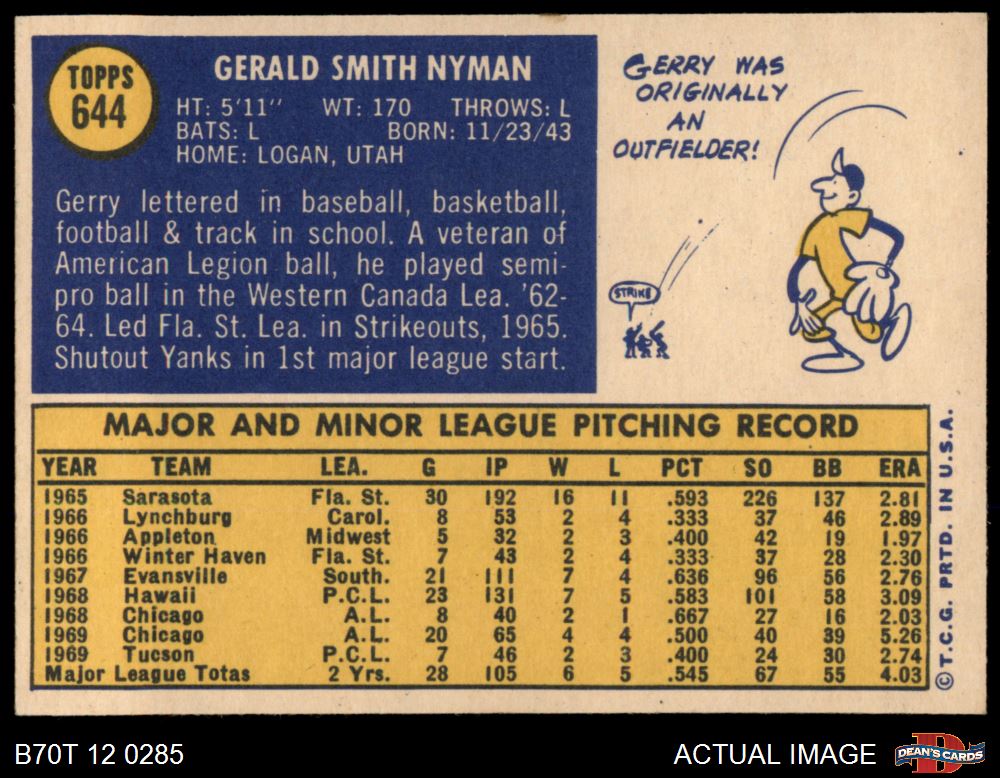 TOPPS
644
GERALD SMITH NYMAN
HT: 5'11" WT: 170 THROWS: L
BATS: L BORN: 11/23/43
HOME: LOGAN, UTAH
Gerry lettered in baseball, basketball,
football & track in school. A veteran of
American Legion ball, he played semi-
pro ball in the Western Canada Lea. '62-
64. Led Fla. St. Lea. in Strikeouts, 1965.
Shutout Yanks in 1st major league start.
GERRY WAS
ORIGINALLY
AN
OUTFIELDER!
STRIKE
MAJOR AND MINOR LEAGUE PITCHING RECORD
YEAR TEAM LEA. G IP W L PCT SO BB ERA
1965 Sarasota Fla. St. 30 192 16 11 .593 226 137 2.81
1966 Lynchburg Carol. 8 53 2 4 .333 37 46 2.89
1966 Appleton Midwest 5 32 2 3 .400 42 19 1.97
1966 Winter Haven Fla. St. 7 43 2 4 .333 37 28 2.30
1967 Evansville South. 21 111 7 4 .636 96 56 2.76
1968 Hawaii P.C.L. 23 131 7 5 .583 101 58 3.09
1968 Chicago A.L. 8 40 2 1 .667 27 16 2.03
1969 Chicago A.L. 20 65 4 4 .500 40 39 5.26
1969 Tucson P.C.L. 7 46 2 3 .400 24 30 2.74
Major League Totas 2 Yrs. 28 105 6 5 .545 67 55 4.03
© T.C.G. PRTD. IN U.S.A.
B70T 12 0285
ACTUAL IMAGE
DEAN'S CARDS